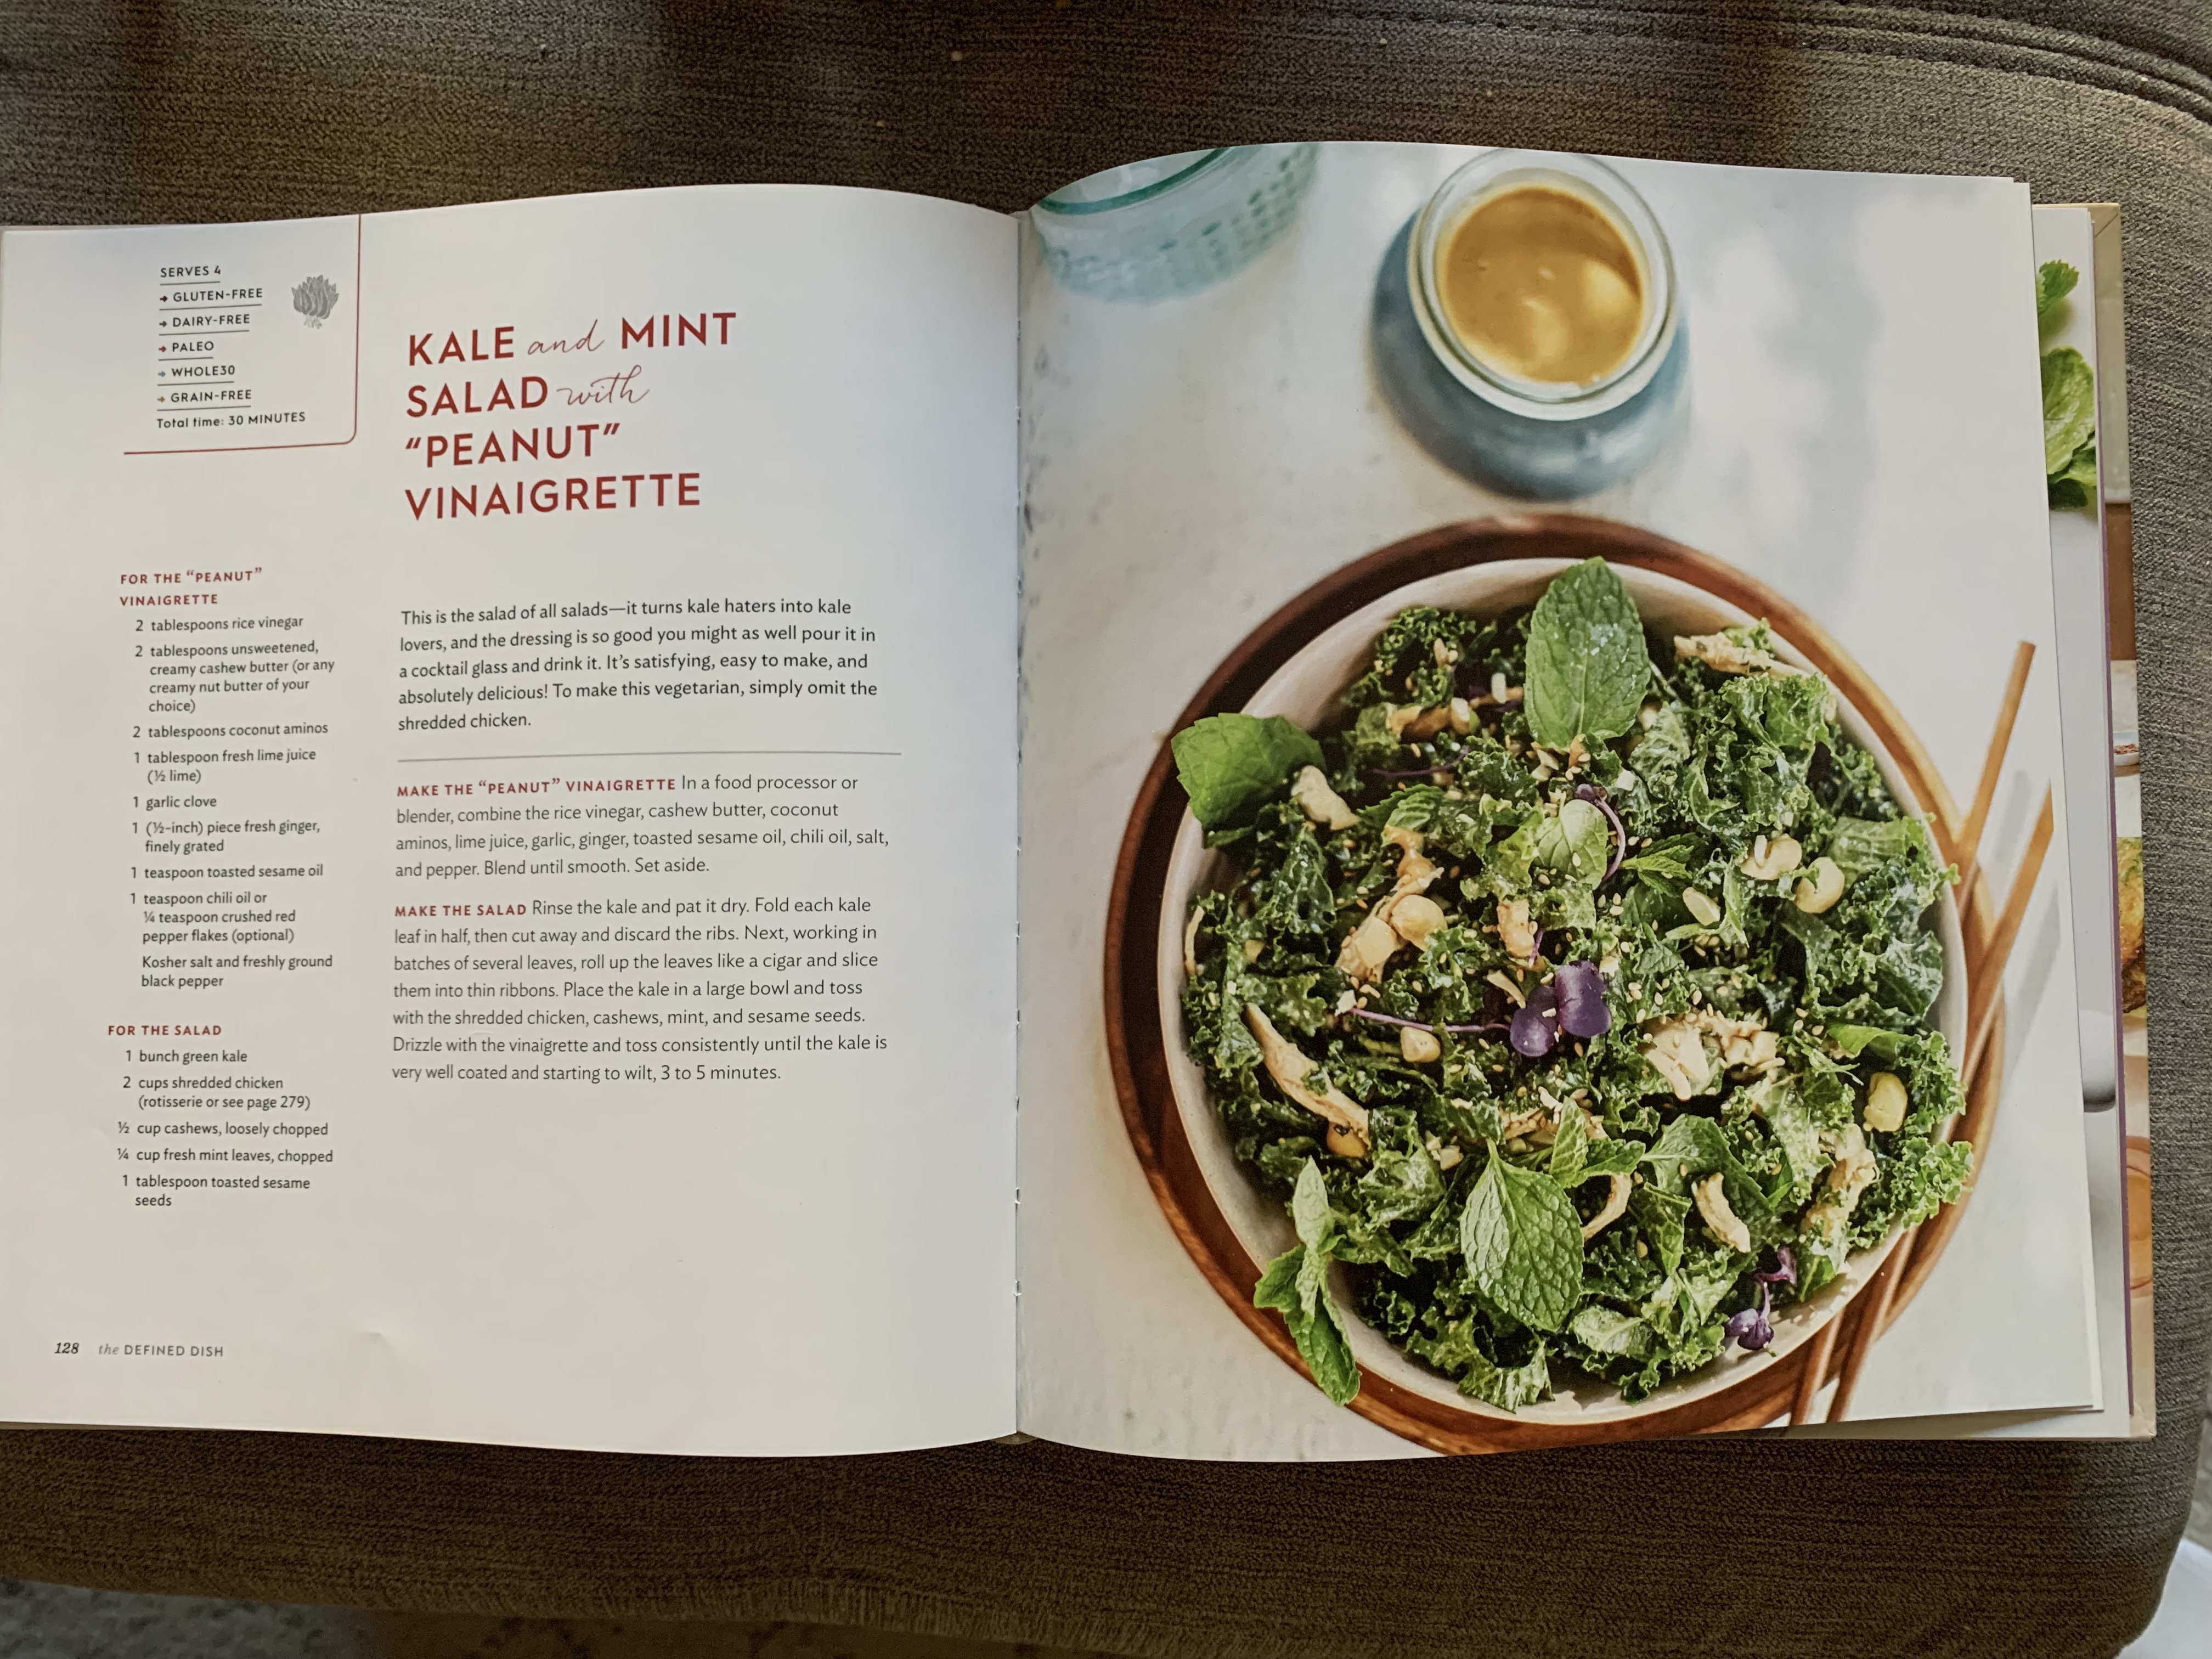 SERVES 4
→ GLUTEN-FREE
→ DAIRY-FREE
→ PALEO
→ WHOLE30
→ GRAIN-FREE
Total time: 30 MINUTES
KALE and MINT
SALAD with
“PEANUT”
VINAIGRETTE
FOR THE “PEANUT”
VINAIGRETTE
2 tablespoons rice vinegar
2 tablespoons unsweetened,
creamy cashew butter (or any
creamy nut butter of your
choice)
2 tablespoons coconut aminos
1 tablespoon fresh lime juice
(½ lime)
1 garlic clove
1 (½-inch) piece fresh ginger,
finely grated
1 teaspoon toasted sesame oil
1 teaspoon chili oil or
¼ teaspoon crushed red
pepper flakes (optional)
Kosher salt and freshly ground
black pepper
FOR THE SALAD
1 bunch green kale
2 cups shredded chicken
(rotisserie or see page 279)
½ cup cashews, loosely chopped
¼ cup fresh mint leaves, chopped
1 tablespoon toasted sesame
seeds
This is the salad of all salads—it turns kale haters into kale
lovers, and the dressing is so good you might as well pour it in
a cocktail glass and drink it. It’s satisfying, easy to make, and
absolutely delicious! To make this vegetarian, simply omit the
shredded chicken.
MAKE THE “PEANUT” VINAIGRETTE In a food processor or
blender, combine the rice vinegar, cashew butter, coconut
aminos, lime juice, garlic, ginger, toasted sesame oil, chili oil, salt,
and pepper. Blend until smooth. Set aside.
MAKE THE SALAD Rinse the kale and pat it dry. Fold each kale
leaf in half, then cut away and discard the ribs. Next, working in
batches of several leaves, roll up the leaves like a cigar and slice
them into thin ribbons. Place the kale in a large bowl and toss
with the shredded chicken, cashews, mint, and sesame seeds.
Drizzle with the vinaigrette and toss consistently until the kale is
very well coated and starting to wilt, 3 to 5 minutes.
128 the DEFINED DISH